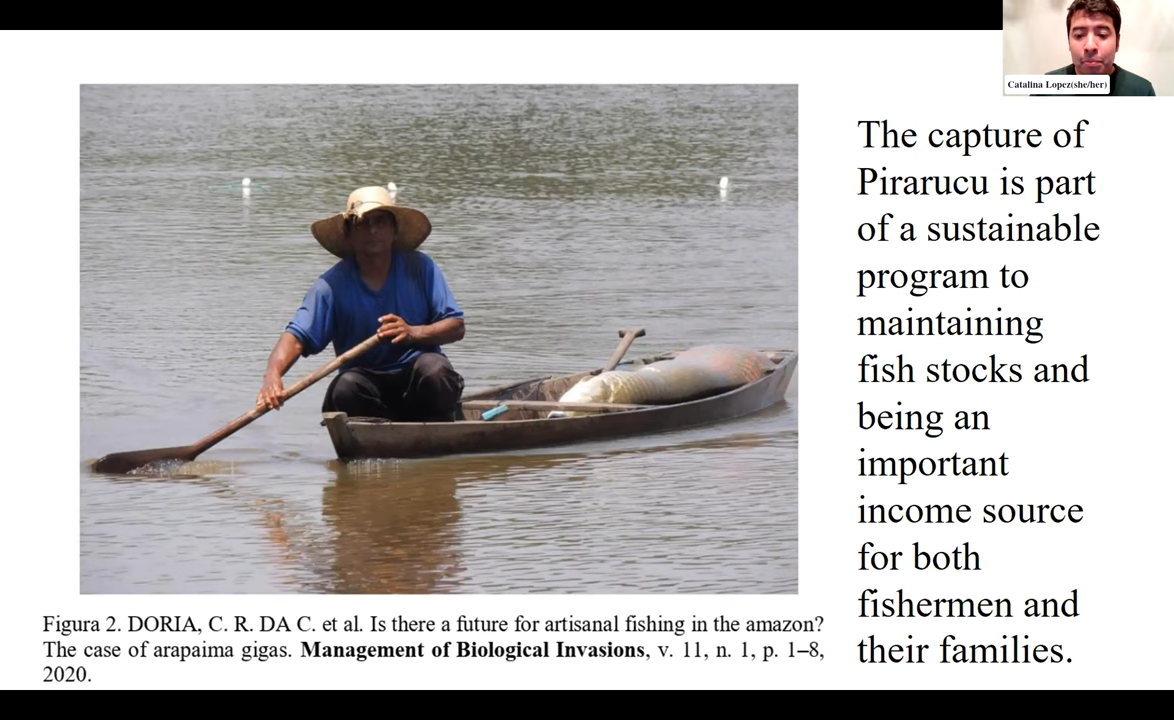 Catalina Lopez(she/her)
The capture of
Pirarucu is part
of a sustainable
program to
maintaining
fish stocks and
being an
important
income source
for both
fishermen and
their families.
Figura 2. DORIA, C. R. DA C. et al. Is there a future for artisanal fishing in the amazon?
The case of arapaima gigas. Management of Biological Invasions, v. 11, n. 1, p. 1–8,
2020.